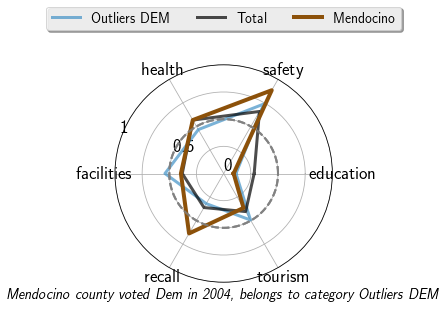 Outliers DEM Total Mendocino
health safety
1
0.5
0
facilities education
recall tourism
Mendocino county voted Dem in 2004, belongs to category Outliers DEM